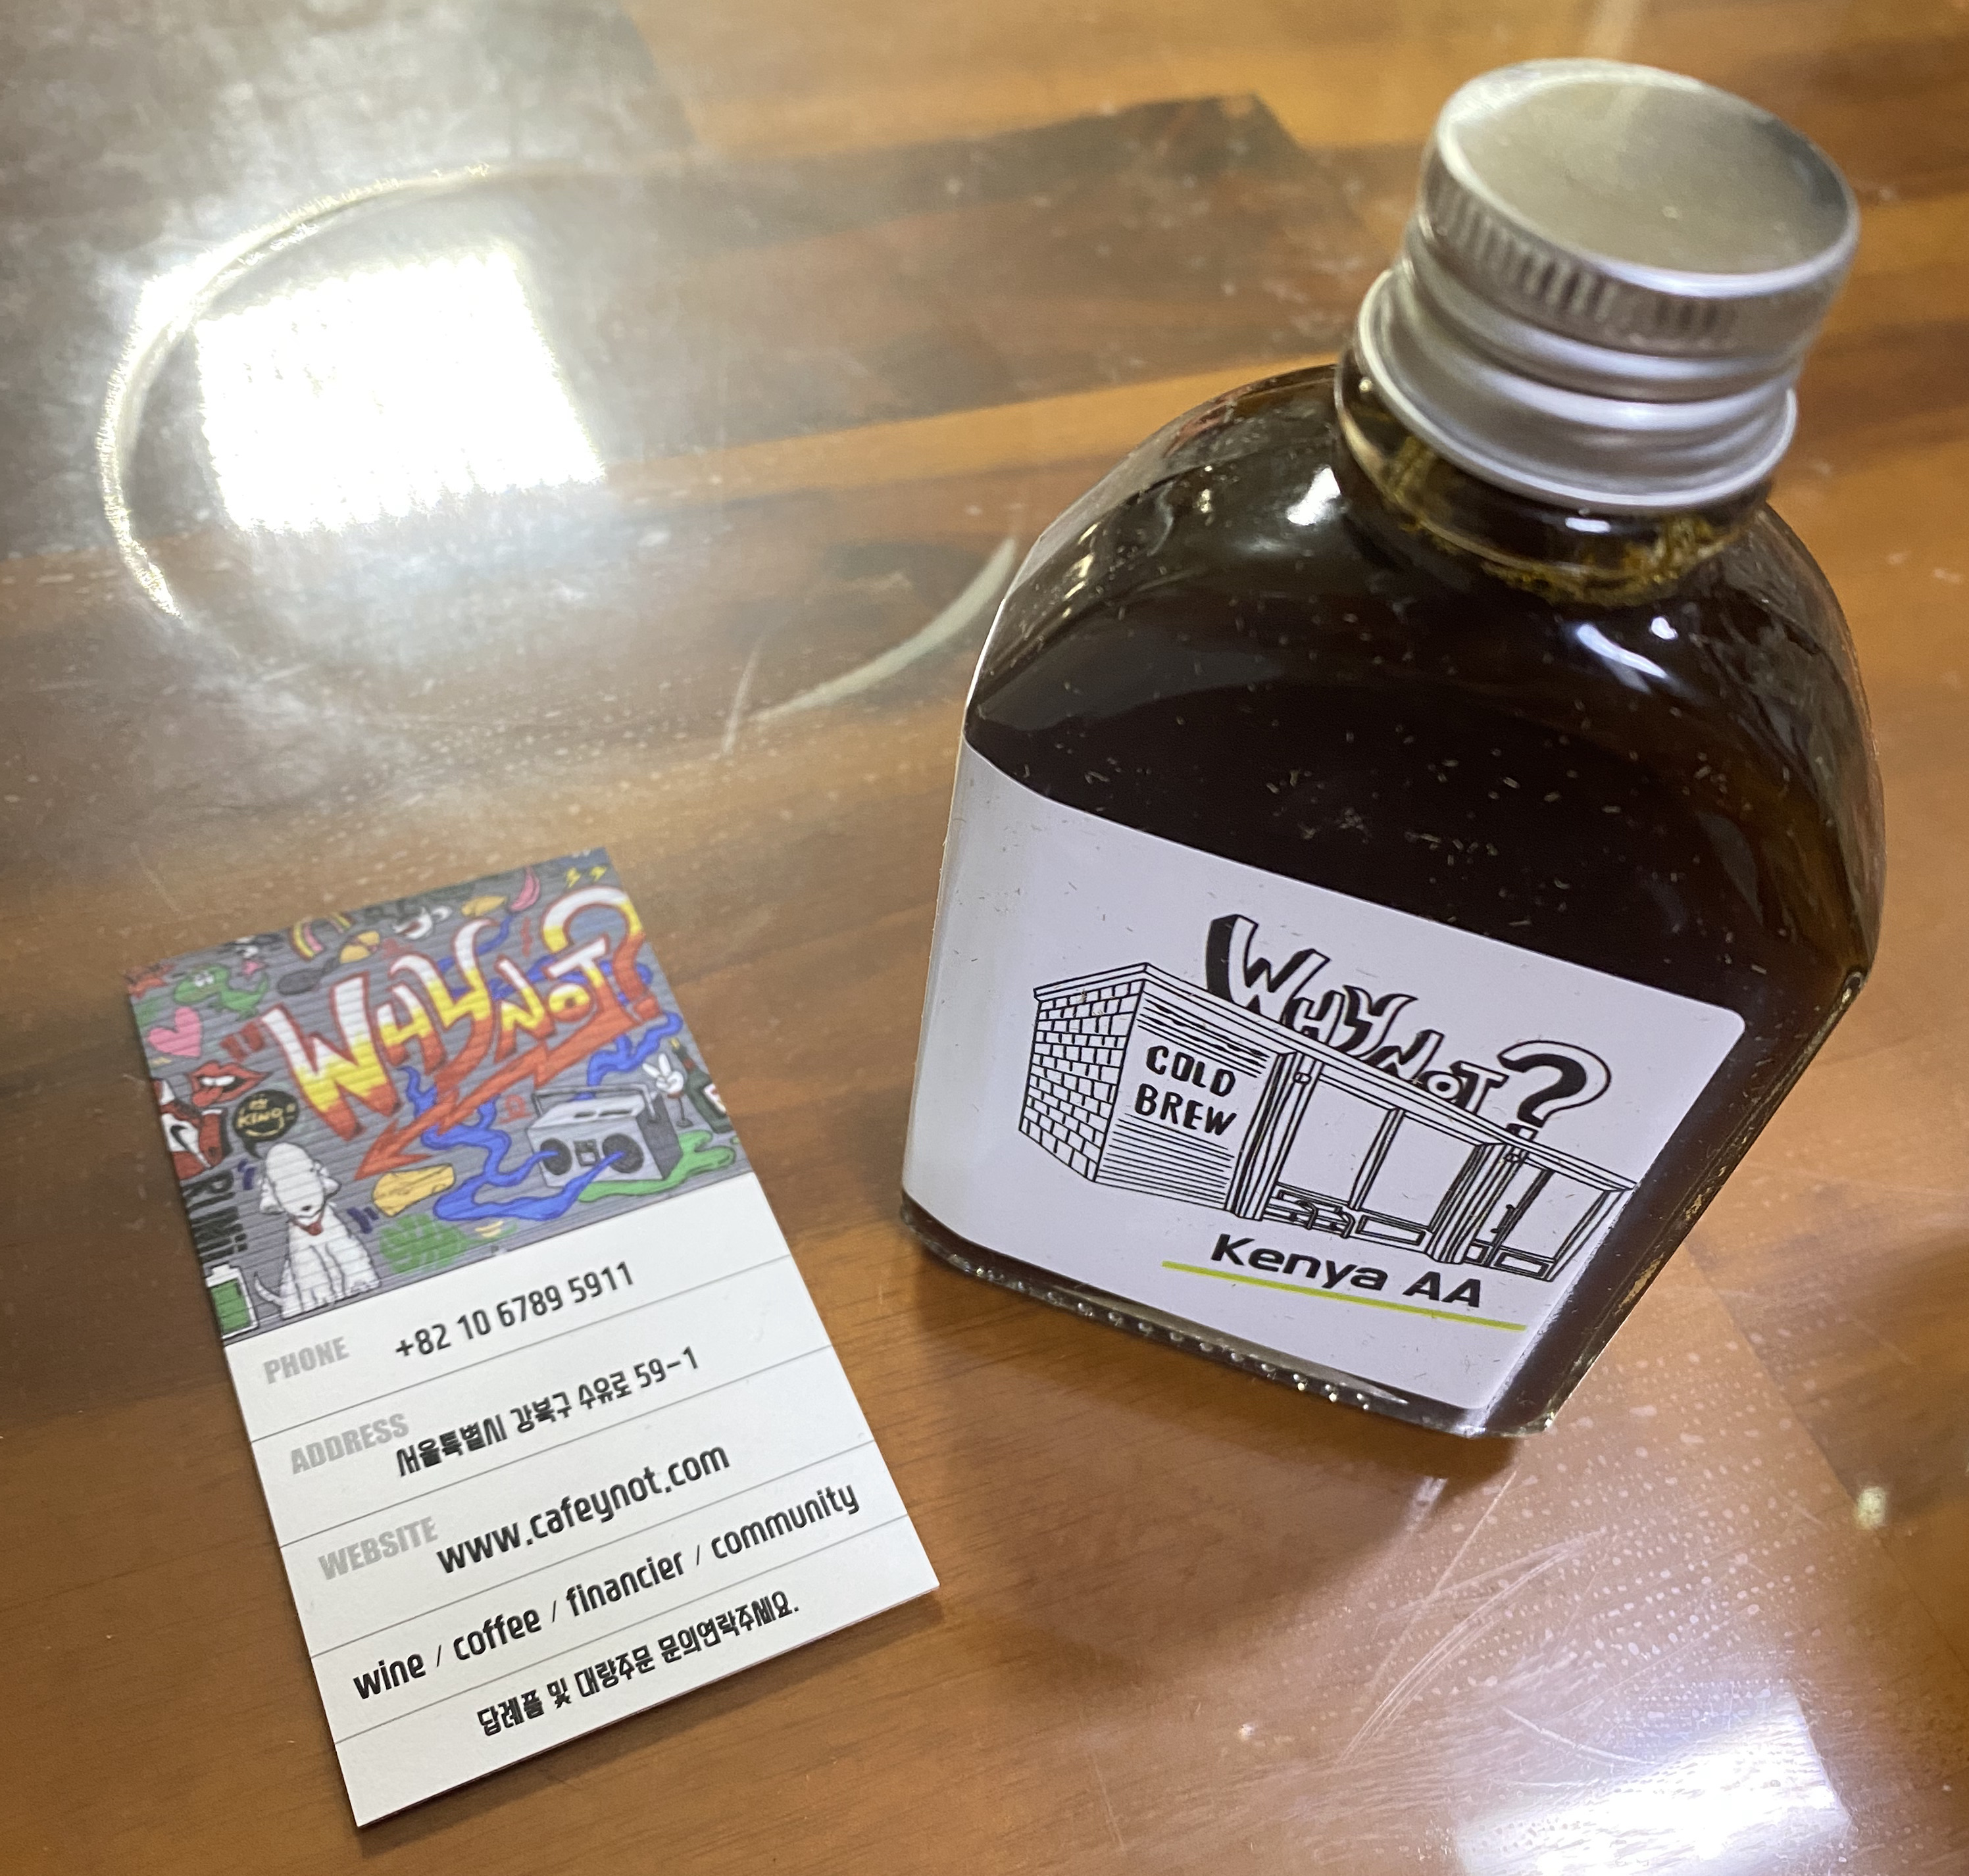 WHYNOT?
KING
PHONE +82 10 6789 5911
ADDRESS 서울특별시 강북구 수유로 59-1
WEBSITE www.cafeynot.com
wine / coffee / financier / community
답례품 및 대량주문 문의연락주세요.
WHYNOT?
COLD
BREW
Kenya AA